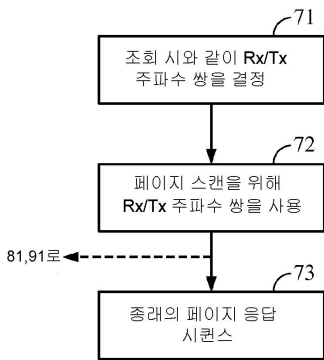 71
조회 시와 같이 Rx/Tx
주파수 쌍을 결정
72
페이지 스캔을 위해
Rx/Tx 주파수 쌍을 사용
81,91로
73
종래의 페이지 응답
시퀀스